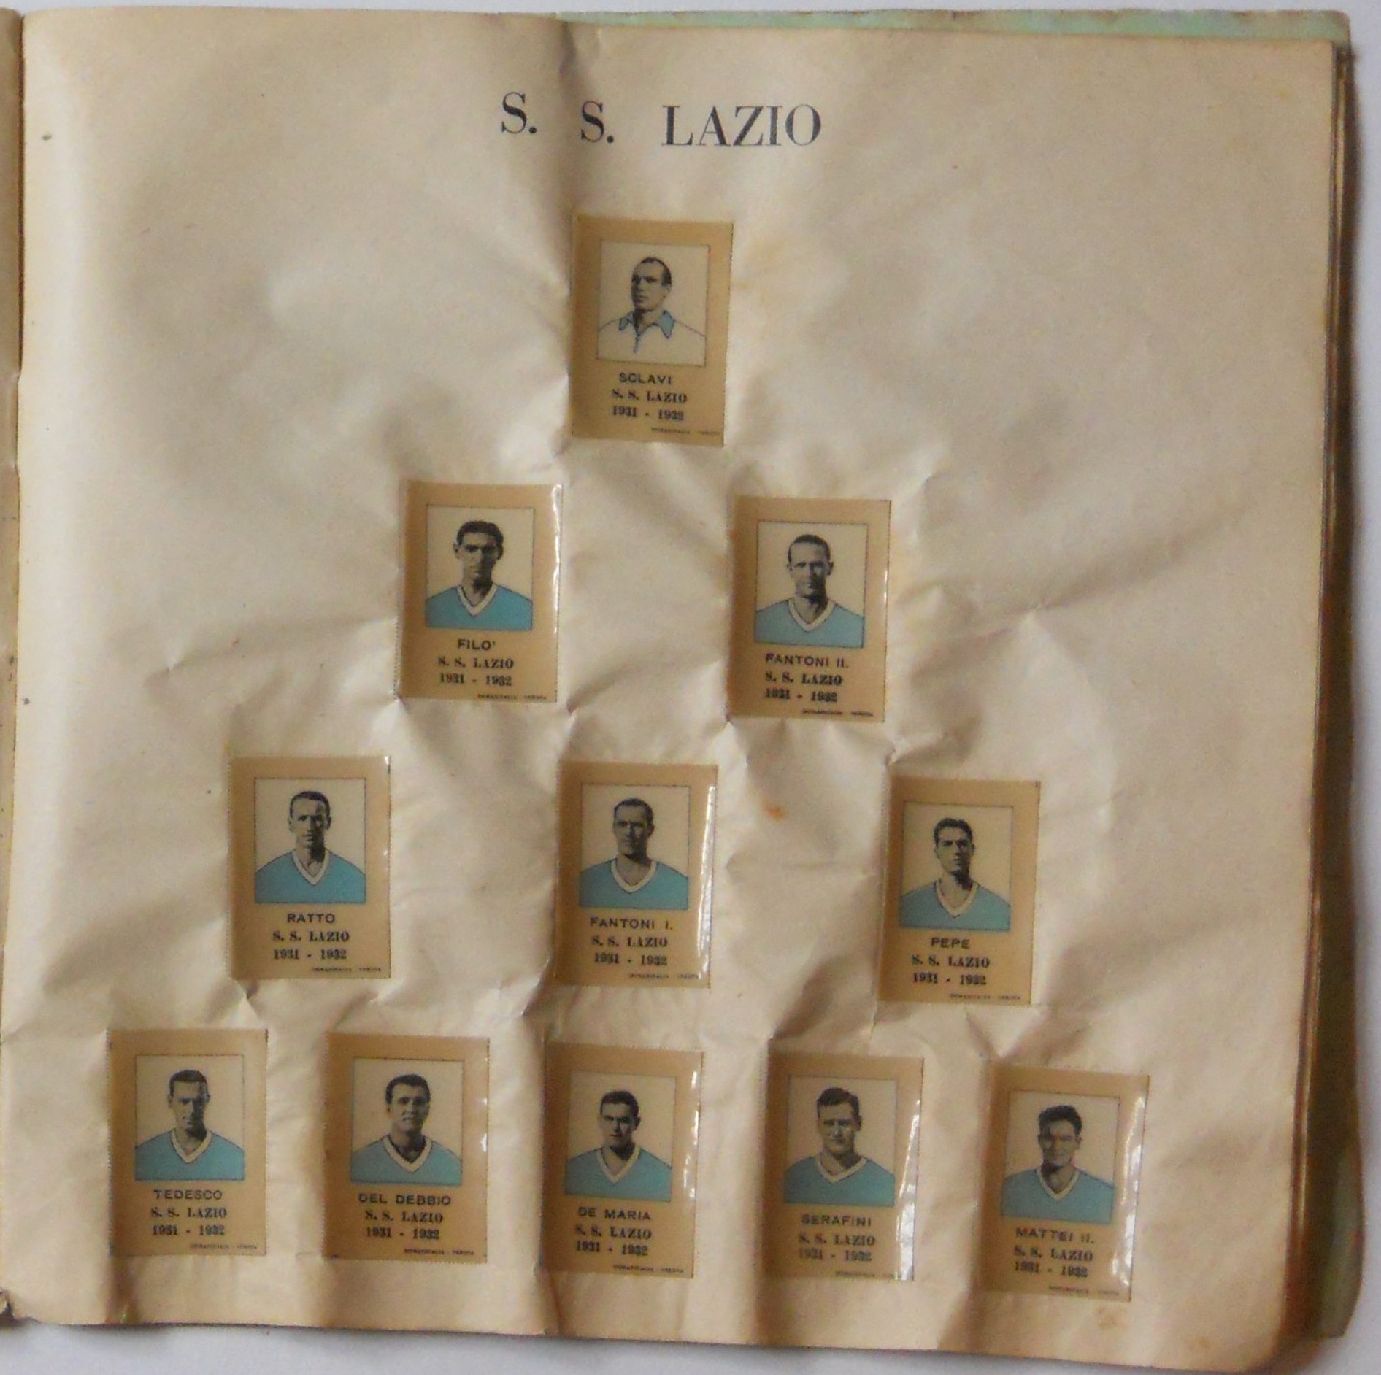 S. S. LAZIO
SCLAVI
S. S. LAZIO
1931 - 1932
FILO'
S. S. LAZIO
1931 - 1932
FANTONI II.
S. S. LAZIO
1931 - 1932
RATTO
S. S. LAZIO
1931 - 1932
FANTONI I.
S. S. LAZIO
1931 - 1932
PEPE
S. S. LAZIO
1931 - 1932
TEDESCO
S. S. LAZIO
1931 - 1932
DEL DEBBIO
S. S. LAZIO
1931 - 1932
DE MARIA
S. S. LAZIO
1931 - 1932
SERAFINI
S. S. LAZIO
1931 - 1932
MATTEI II.
S. S. LAZIO
1931 - 1932